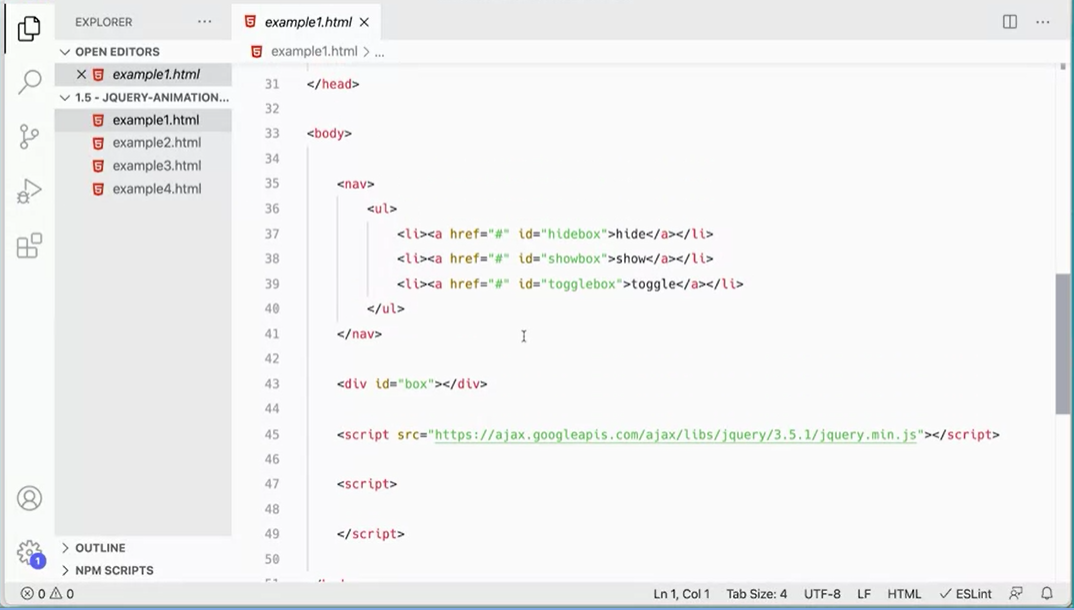 EXPLORER
···
example1.html
···
OPEN EDITORS
example1.html > ...
example1.html
1.5 - JQUERY-ANIMATION...
example1.html
example2.html
example3.html
example4.html
31 </head>
32
33 <body>
34
35 <nav>
36 <ul>
37 <li><a href="#" id="hidebox">hide</a></li>
38 <li><a href="#" id="showbox">show</a></li>
39 <li><a href="#" id="togglebox">toggle</a></li>
40 </ul>
41 </nav>
42
43 <div id="box"></div>
44
45 <script src="https://ajax.googleapis.com/ajax/libs/jquery/3.5.1/jquery.min.js"></script>
46
47 <script>
48
49 </script>
50
OUTLINE
1
NPM SCRIPTS
0 0
Ln 1, Col 1 Tab Size: 4 UTF-8 LF HTML ESLint